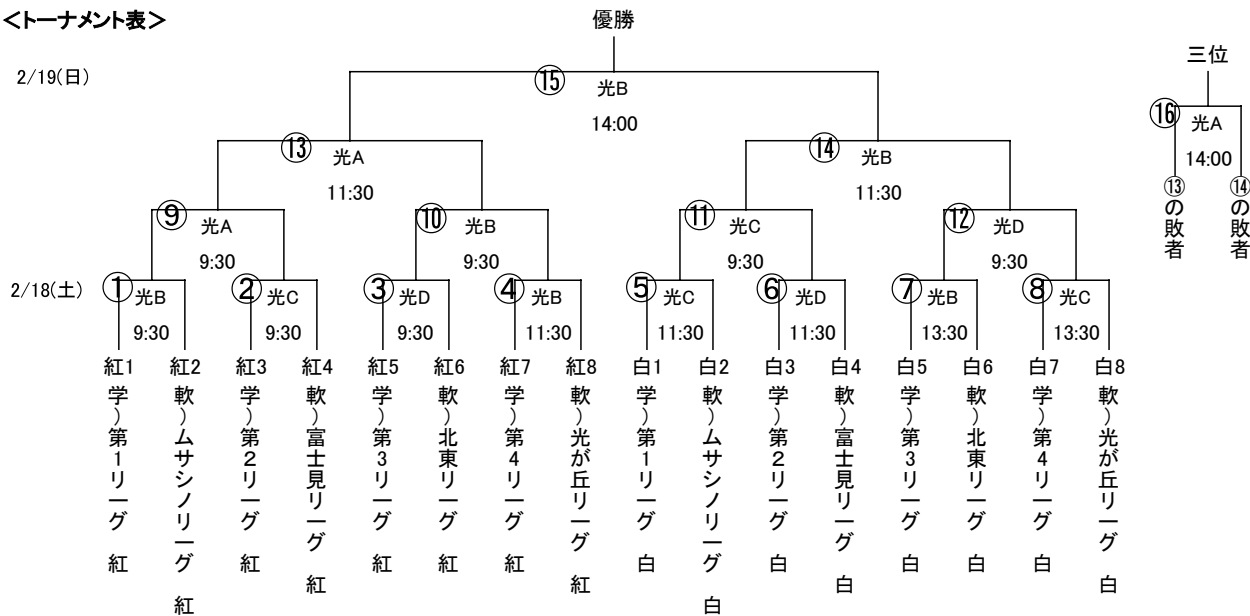 ＜トーナメント表＞
優勝
三位
2/19(日)
⑮
光B
14:00
⑯
光A
14:00
⑬の敗者
⑭の敗者
⑬
光A
11:30
⑭
光B
11:30
⑨
光A
9:30
⑩
光B
9:30
⑪
光C
9:30
⑫
光D
9:30
2/18(土)
①
光B
9:30
②
光C
9:30
③
光D
9:30
④
光B
11:30
⑤
光C
11:30
⑥
光D
11:30
⑦
光B
13:30
⑧
光C
13:30
紅1
学）第1リーグ 紅
紅2
軟）ムサシノリーグ 紅
紅3
学）第2リーグ 紅
紅4
軟）富士見リーグ 紅
紅5
学）第3リーグ 紅
紅6
軟）北東リーグ 紅
紅7
学）第4リーグ 紅
紅8
軟）光が丘リーグ 紅
白1
学）第1リーグ 白
白2
軟）ムサシノリーグ 白
白3
学）第2リーグ 白
白4
軟）富士見リーグ 白
白5
学）第3リーグ 白
白6
軟）北東リーグ 白
白7
学）第4リーグ 白
白8
軟）光が丘リーグ 白